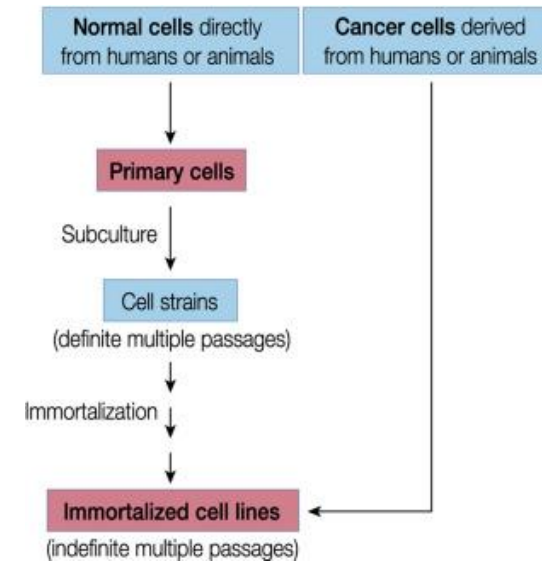 Normal cells directly
from humans or animals
Cancer cells derived
from humans or animals
Primary cells
Subculture
Cell strains
(definite multiple passages)
Immortalization
Immortalized cell lines
(indefinite multiple passages)